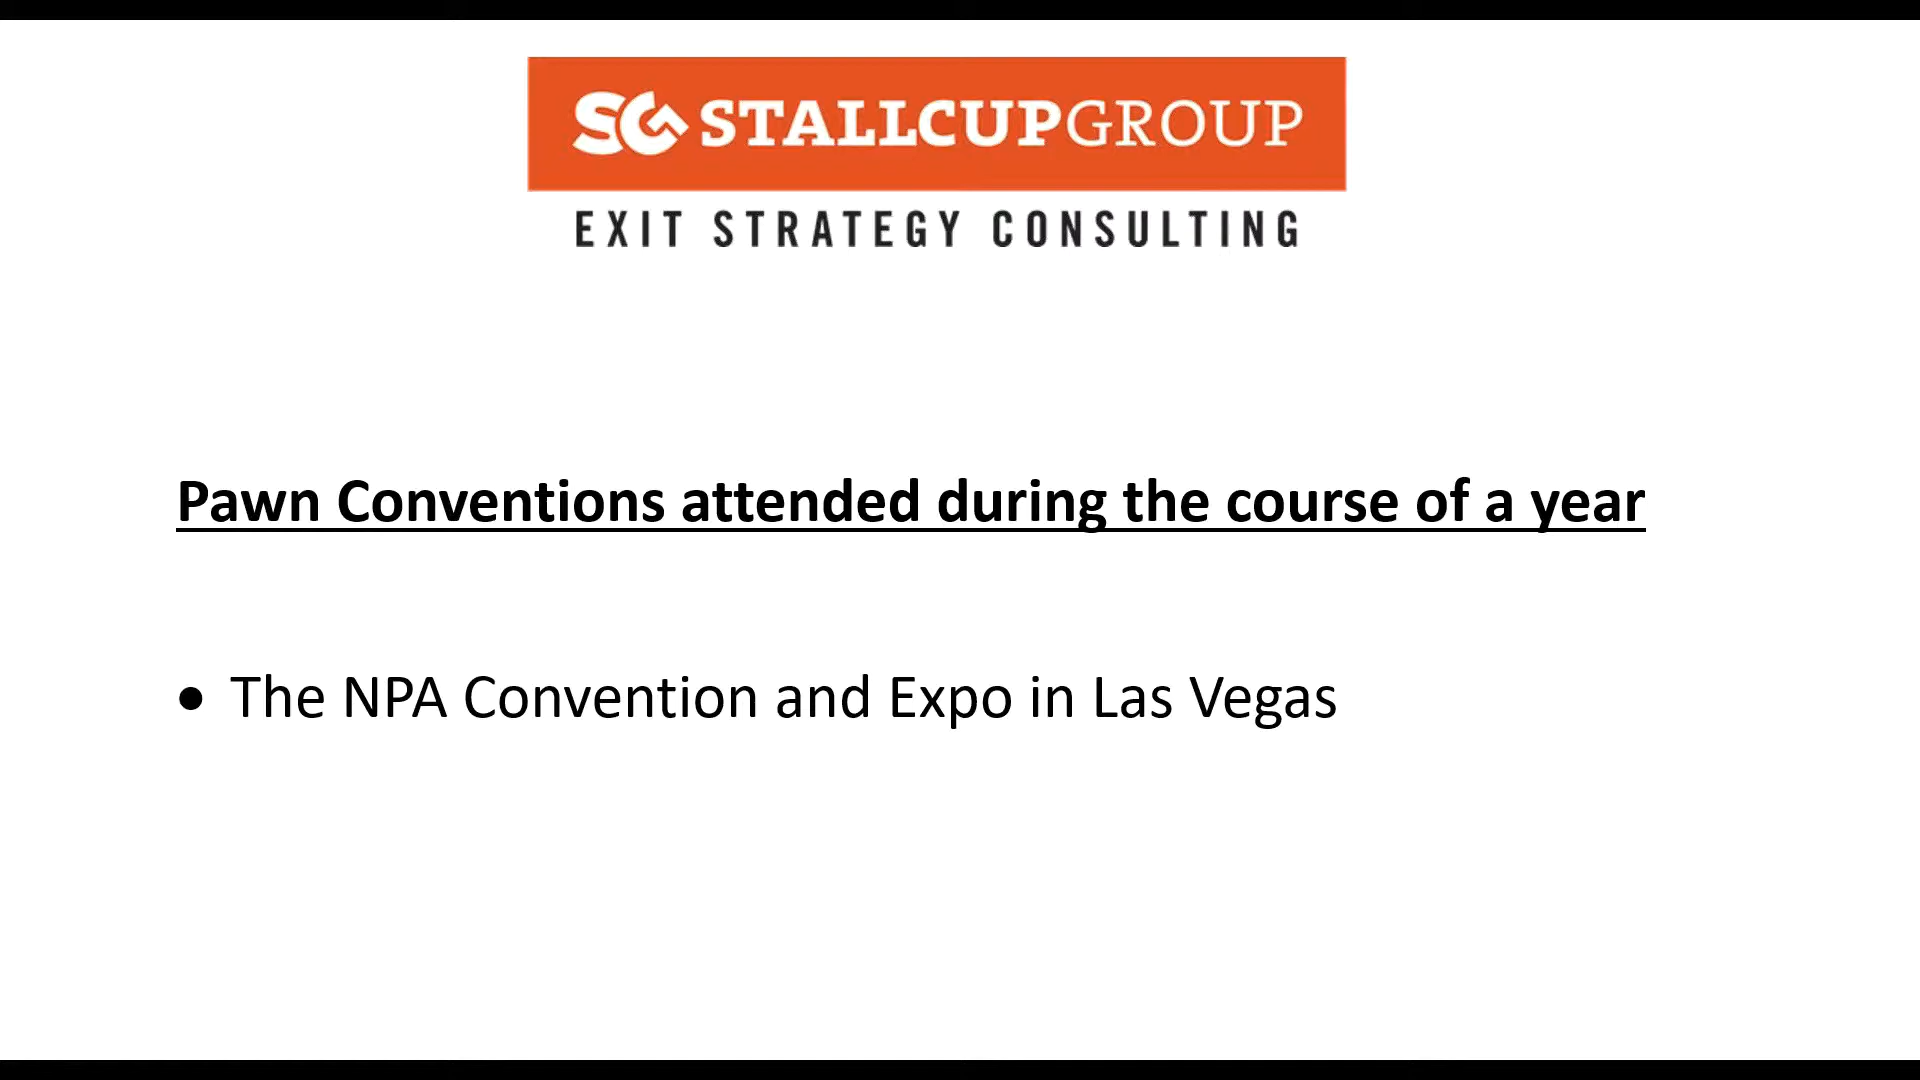 SG STALLCUPGROUP
EXIT STRATEGY CONSULTING
Pawn Conventions attended during the course of a year
• The NPA Convention and Expo in Las Vegas